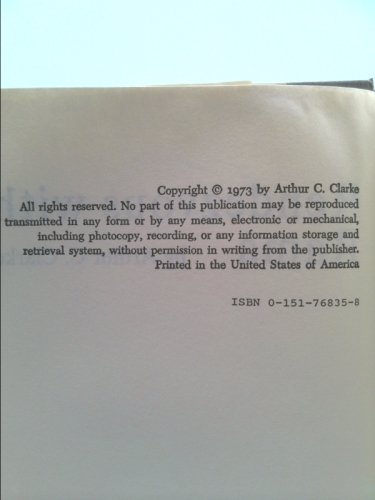 Copyright © 1973 by Arthur C. Clarke
All rights reserved. No part of this publication may be reproduced
transmitted in any form or by any means, electronic or mechanical,
including photocopy, recording, or any information storage and
retrieval system, without permission in writing from the publisher.
Printed in the United States of America
ISBN 0-151-76835-8